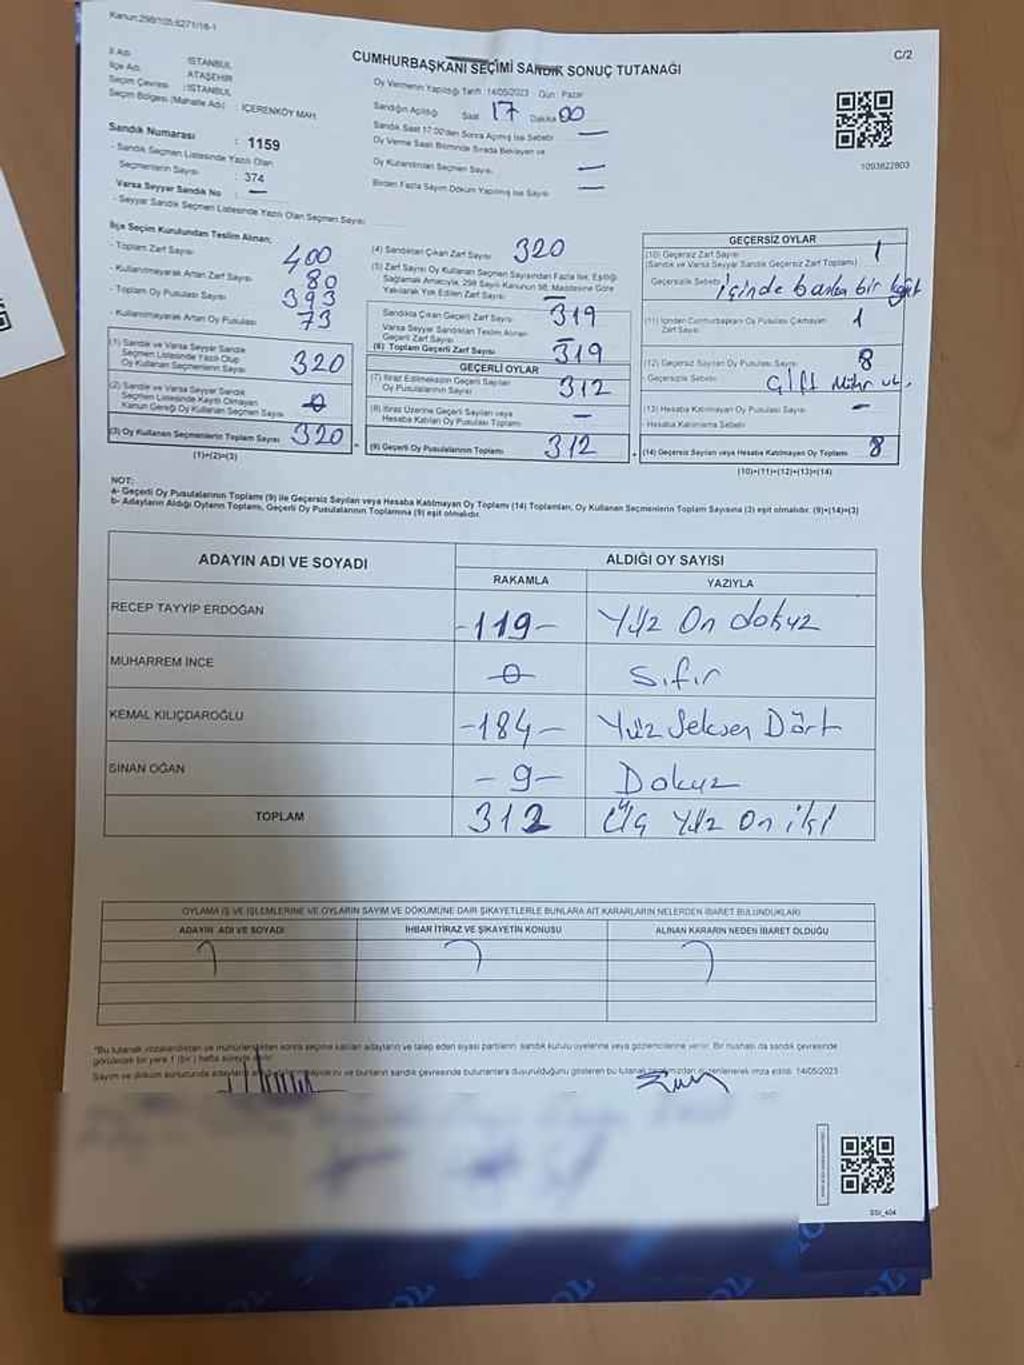 Kanun:298/105;6271/16-1
C/2
CUMHURBAŞKANI SEÇİMİ SANDIK SONUÇ TUTANAĞI
İl Adı : İSTANBUL
İlçe Adı : ATAŞEHİR
Seçim Çevresi : İSTANBUL
Seçim Bölgesi (Mahalle Adı) : İÇERENKÖY MAH.
Sandık Numarası : 1159
- Sandık Seçmen Listesinde Yazılı Olan
Seçmenlerin Sayısı : 374
Varsa Seyyar Sandık No : —
- Seyyar Sandık Seçmen Listesinde Yazılı Olan Seçmen Sayısı
Oy Vermenin Yapıldığı Tarih : 14/05/2023 Gün : Pazar
Sandığın Açıldığı Saat 17 Dakika 00
Sandık Saat 17.00'den Sonra Açılmış İse Sebebi —
Oy Verme Saati Bitiminde Sırada Bekleyen ve
Oy Kullandırılan Seçmen Sayısı —
Birden Fazla Sayım Döküm Yapılmış İse Sayısı —
1093822803
İlçe Seçim Kurulundan Teslim Alınan;
- Toplam Zarf Sayısı 400
- Kullanılmayarak Artan Zarf Sayısı 80
- Toplam Oy Pusulası Sayısı 393
- Kullanılmayarak Artan Oy Pusulası 73
(1) Sandık ve Varsa Seyyar Sandık
Seçmen Listesinde Yazılı Olup
Oy Kullanan Seçmenlerin Sayısı 320
(2) Sandık ve Varsa Seyyar Sandık
Seçmen Listesinde Kayıtlı Olmayan
Kanun Gereği Oy Kullanan Seçmen Sayısı 0
(3) Oy Kullanan Seçmenlerin Toplam Sayısı 320
(1)+(2)=(3)
(4) Sandıktan Çıkan Zarf Sayısı 320
(5) Zarf Sayısı Oy Kullanan Seçmen Sayısından Fazla İse, Eşitliği
Sağlamak Amacıyla, 298 Sayılı Kanunun 98. Maddesine Göre
Yakılarak Yok Edilen Zarf Sayısı —
Sandıkta Çıkan Geçerli Zarf Sayısı 319
Varsa Seyyar Sandıktan Teslim Alınan
Geçerli Zarf Sayısı —
(6) Toplam Geçerli Zarf Sayısı 319
GEÇERLİ OYLAR
(7) İtiraz Edilmeksizin Geçerli Sayılan
Oy Pusulalarının Sayısı 312
(8) İtiraz Üzerine Geçerli Sayılan veya
Hesaba Katılan Oy Pusulaları Toplamı —
(9) Geçerli Oy Pusulalarının Toplamı 312
GEÇERSİZ OYLAR
(10) Geçersiz Zarf Sayısı 1
(Sandık ve Varsa Seyyar Sandık Geçersiz Zarf Toplamı)
Geçersizlik Sebebi içinde başka bir kağıt
(11) İçinden Cumhurbaşkanı Oy Pusulası Çıkmayan
Zarf Sayısı 1
(12) Geçersiz Sayılan Oy Pusulası Sayısı 8
- Geçersizlik Sebebi Çift Mühür
(13) Hesaba Katılmayan Oy Pusulası Sayısı —
- Hesaba Katılmama Sebebi
(14) Geçersiz Sayılan veya Hesaba Katılmayan Oy Toplamı 8
(10)+(11)+(12)+(13)=(14)
NOT:
a- Geçerli Oy Pusulalarının Toplamı (9) ile Geçersiz Sayılan veya Hesaba Katılmayan Oy Toplamı (14) Toplamları, Oy Kullanan Seçmenlerin Toplam Sayısına (3) eşit olmalıdır. (9)+(14)=(3)
b- Adayların Aldığı Oyların Toplamı, Geçerli Oy Pusulalarının Toplamına (9) eşit olmalıdır.
ADAYIN ADI VE SOYADI ALDIĞI OY SAYISI
RAKAMLA YAZIYLA
RECEP TAYYİP ERDOĞAN -119- Yüz On dokuz
MUHARREM İNCE 0 Sıfır
KEMAL KILIÇDAROĞLU -184- Yüz Seksen Dört
SİNAN OĞAN -9- Dokuz
TOPLAM 312 Üç Yüz On iki
OYLAMA İŞ VE İŞLEMLERİNE VE OYLARIN SAYIM VE DÖKÜMÜNE DAİR ŞİKAYETLERLE BUNLARA AİT KARARLARIN NELERDEN İBARET BULUNDUKLARI
ADAYIN ADI VE SOYADI İHBAR İTİRAZ VE ŞİKAYETİN KONUSU ALINAN KARARIN NEDEN İBARET OLDUĞU
*Bu tutanak imzalandıktan ve mühürlendikten sonra seçime katılan adayların ve talep eden siyasi partilerin sandık kurulu üyelerine veya gözlemcilerine verilir. Bir nüshası da sandık çevresinde
görülecek bir yere 1 (bir) hafta süreyle asılır.
Sayım ve döküm sonucunda adayların sayılarını ve bunların sandık çevresinde bulunanlara duyurulduğunu gösteren bu tutanak düzenlenerek imza edildi. 14/05/2023
SSI_404